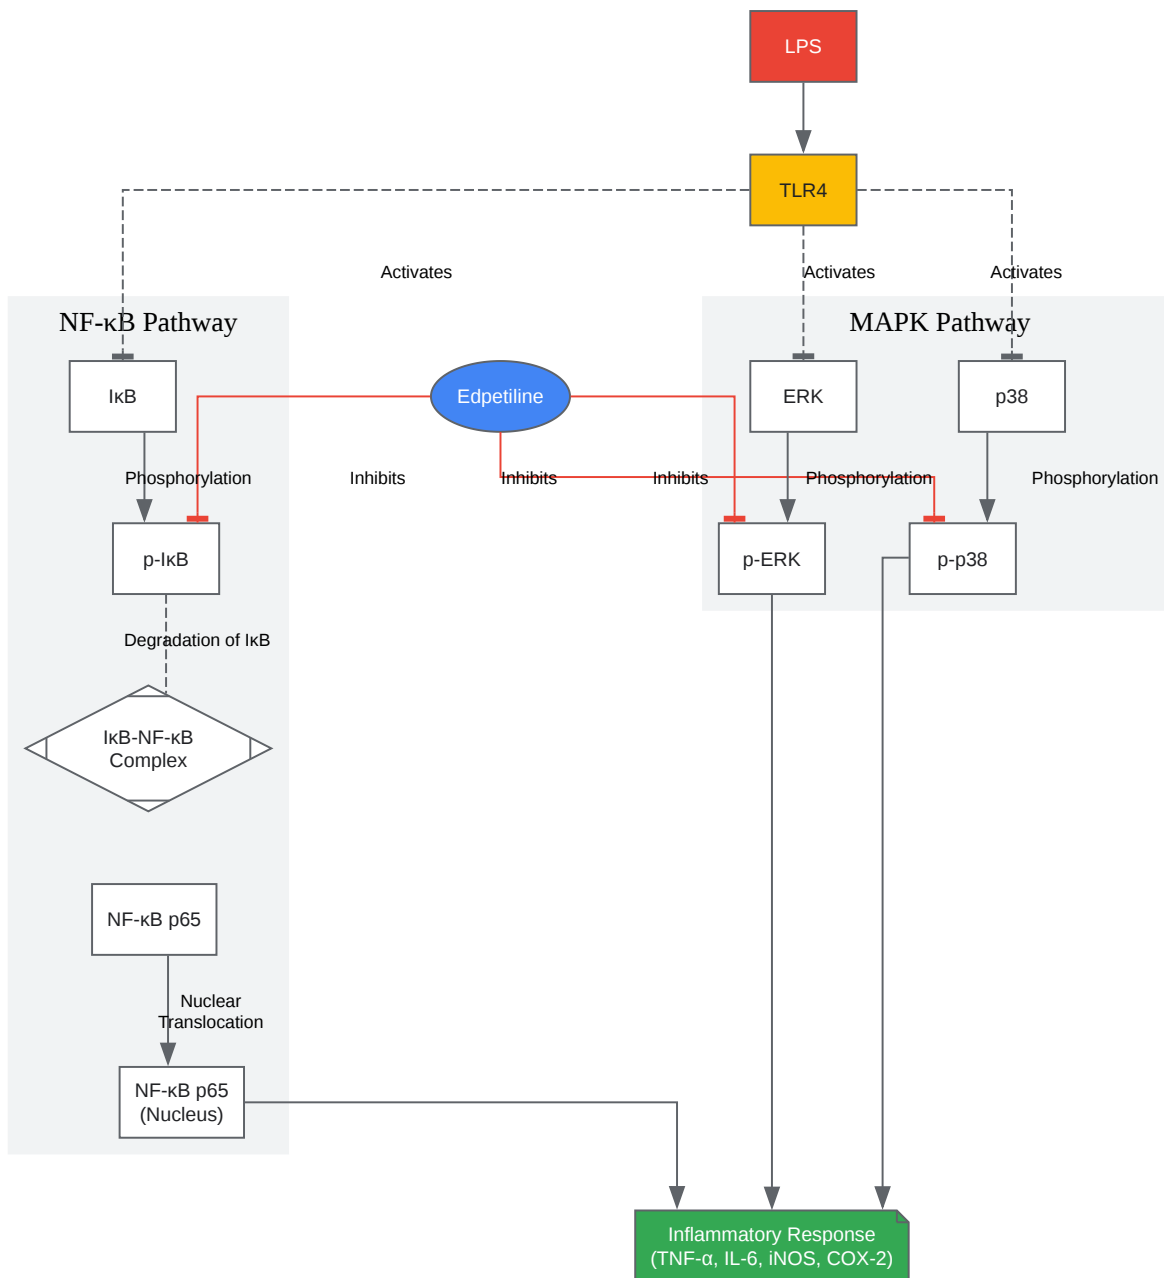 LPS
TLR4
Activates
Activates
Activates
NF-κB Pathway
MAPK Pathway
IκB
Edpetiline
ERK
p38
Phosphorylation
Inhibits
Inhibits
Inhibits
Phosphorylation
Phosphorylation
p-IκB
p-ERK
p-p38
Degradation of IκB
IκB-NF-κB
Complex
NF-κB p65
Nuclear
Translocation
NF-κB p65
(Nucleus)
Inflammatory Response
(TNF-α, IL-6, iNOS, COX-2)